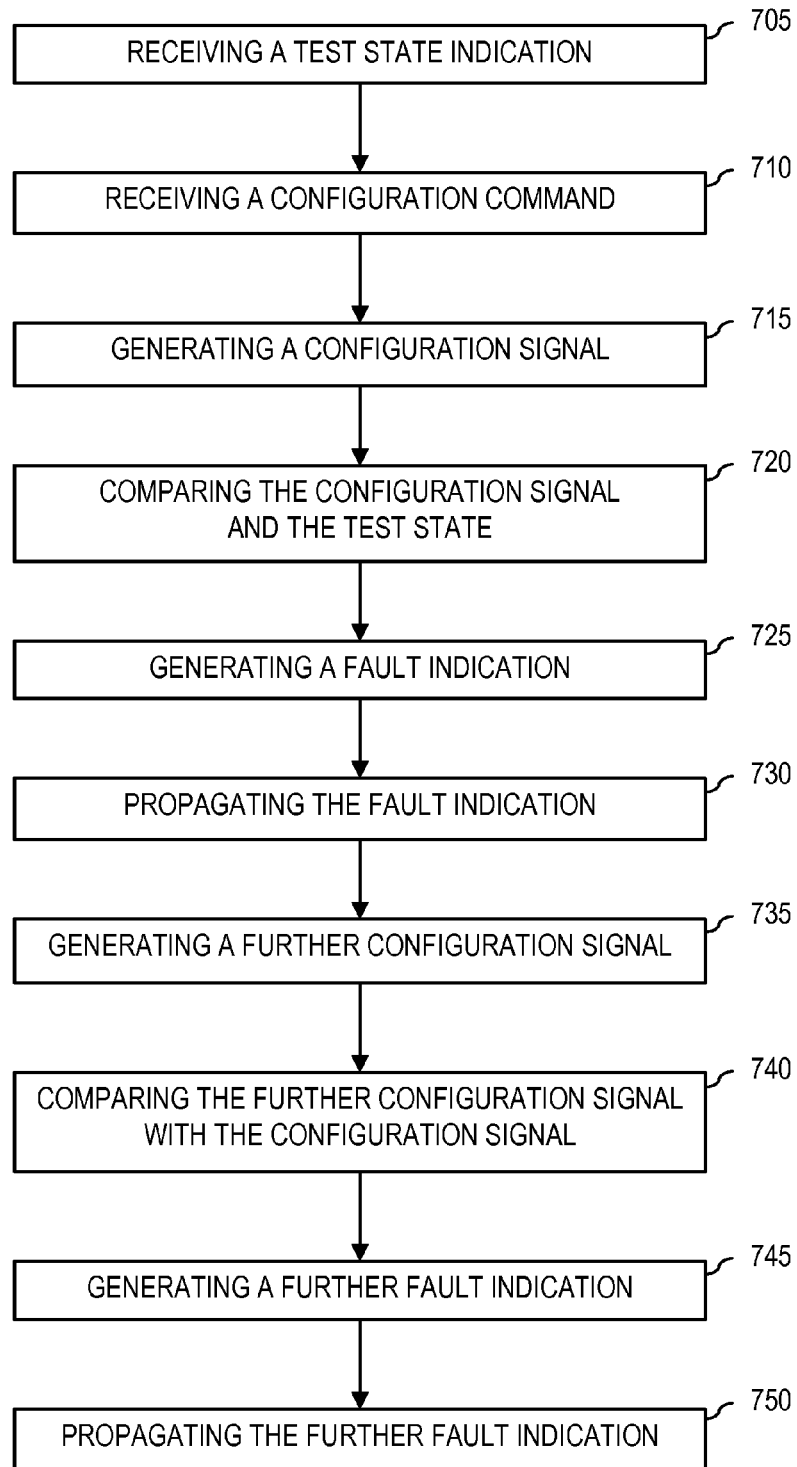 705
RECEIVING A TEST STATE INDICATION
710
RECEIVING A CONFIGURATION COMMAND
715
GENERATING A CONFIGURATION SIGNAL
720
COMPARING THE CONFIGURATION SIGNAL
AND THE TEST STATE
725
GENERATING A FAULT INDICATION
730
PROPAGATING THE FAULT INDICATION
735
GENERATING A FURTHER CONFIGURATION SIGNAL
740
COMPARING THE FURTHER CONFIGURATION SIGNAL
WITH THE CONFIGURATION SIGNAL
745
GENERATING A FURTHER FAULT INDICATION
750
PROPAGATING THE FURTHER FAULT INDICATION